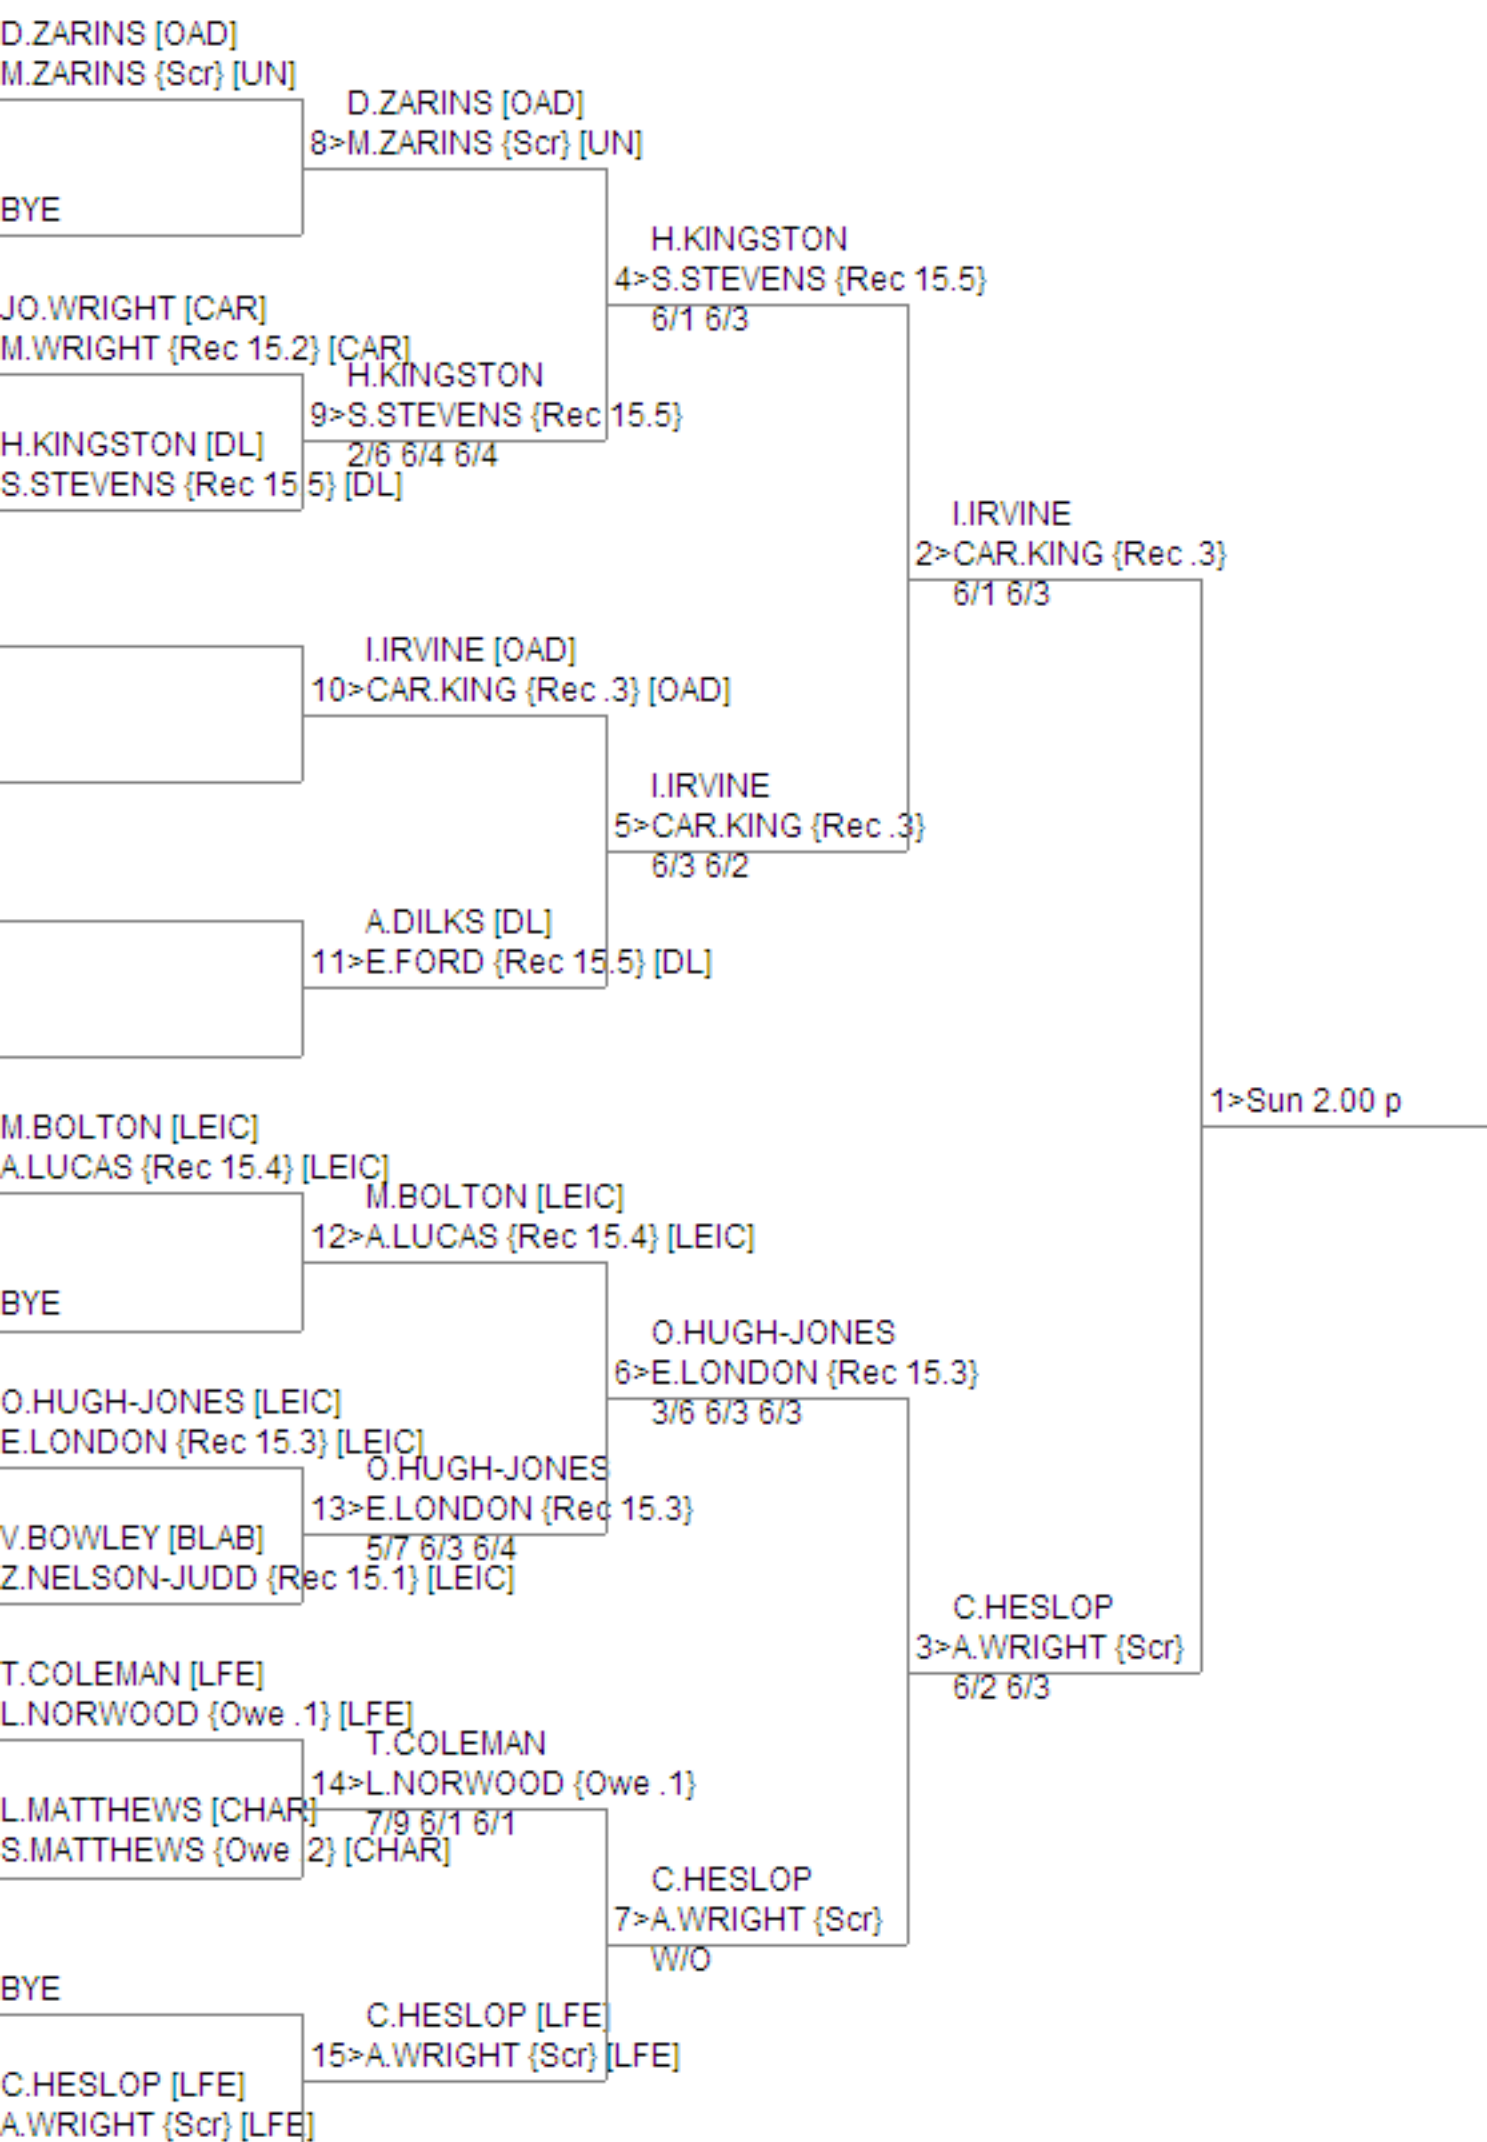 D.ZARINS [OAD]
M.ZARINS {Scr} [UN]
D.ZARINS [OAD]
8>M.ZARINS {Scr} [UN]
BYE
H.KINGSTON
4>S.STEVENS {Rec 15.5}
6/1 6/3
JO.WRIGHT [CAR]
M.WRIGHT {Rec 15.2} [CAR]
H.KINGSTON
9>S.STEVENS {Rec 15.5}
2/6 6/4 6/4
H.KINGSTON [DL]
S.STEVENS {Rec 15.5} [DL]
I.IRVINE
2>CAR.KING {Rec .3}
6/1 6/3
I.IRVINE [OAD]
10>CAR.KING {Rec .3} [OAD]
I.IRVINE
5>CAR.KING {Rec .3}
6/3 6/2
A.DILKS [DL]
11>E.FORD {Rec 15.5} [DL]
1>Sun 2.00 p
M.BOLTON [LEIC]
A.LUCAS {Rec 15.4} [LEIC]
M.BOLTON [LEIC]
12>A.LUCAS {Rec 15.4} [LEIC]
BYE
O.HUGH-JONES
6>E.LONDON {Rec 15.3}
3/6 6/3 6/3
O.HUGH-JONES [LEIC]
E.LONDON {Rec 15.3} [LEIC]
O.HUGH-JONES
13>E.LONDON {Rec 15.3}
5/7 6/3 6/4
V.BOWLEY [BLAB]
Z.NELSON-JUDD {Rec 15.1} [LEIC]
C.HESLOP
3>A.WRIGHT {Scr}
6/2 6/3
T.COLEMAN [LFE]
L.NORWOOD {Owe .1} [LFE]
T.COLEMAN
14>L.NORWOOD {Owe .1}
7/9 6/1 6/1
L.MATTHEWS [CHAR]
S.MATTHEWS {Owe .2} [CHAR]
C.HESLOP
7>A.WRIGHT {Scr}
W/O
BYE
C.HESLOP [LFE]
15>A.WRIGHT {Scr} [LFE]
C.HESLOP [LFE]
A.WRIGHT {Scr} [LFE]